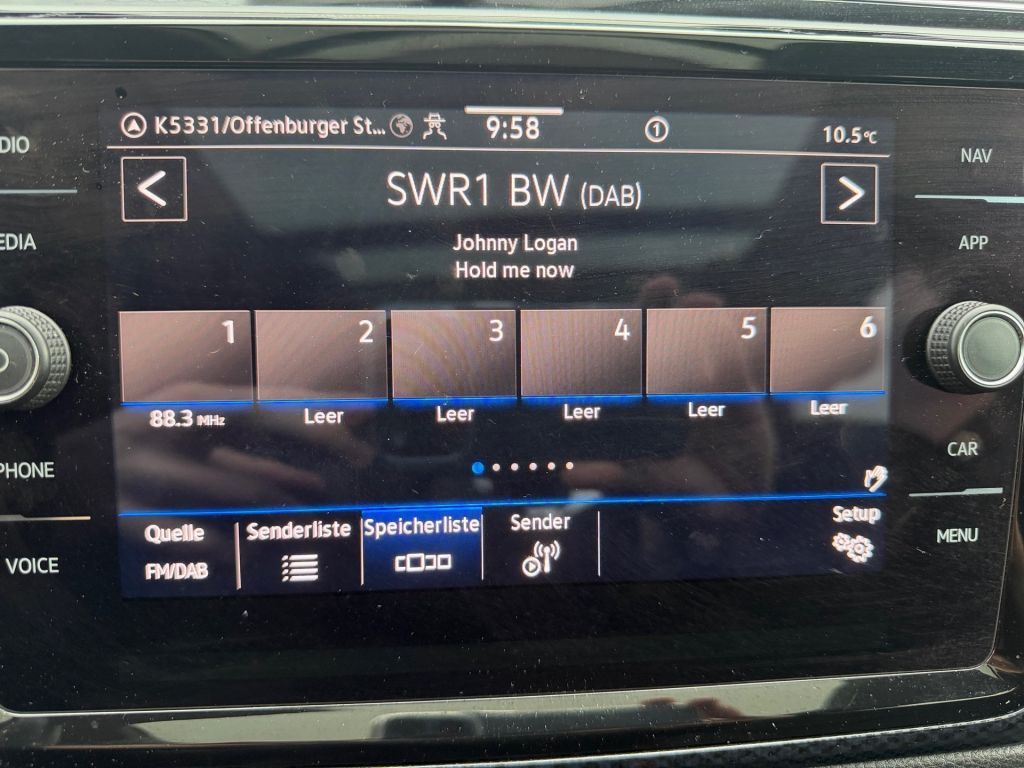 K5331/Offenburger St... 9:58 1 10.5°C
DIO
NAV
< SWR1 BW (DAB) >
EDIA
APP
Johnny Logan
Hold me now
1 2 3 4 5 6
88.3 MHz Leer Leer Leer Leer Leer
PHONE
CAR
Quelle Senderliste Speicherliste Sender Setup
FM/DAB
VOICE
MENU